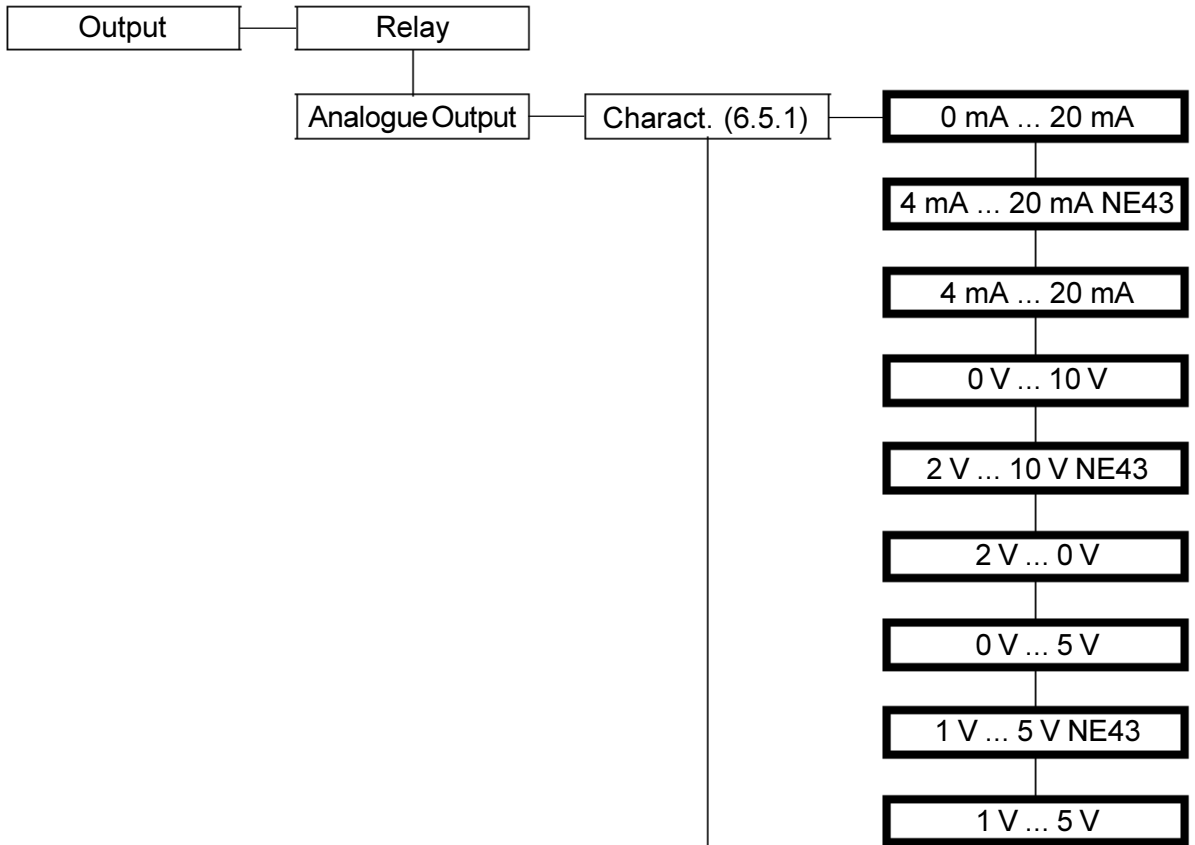 Output
Relay
Analogue Output
Charact. (6.5.1)
0 mA ... 20 mA
4 mA ... 20 mA NE43
4 mA ... 20 mA
0 V ... 10 V
2 V ... 10 V NE43
2 V ... 0 V
0 V ... 5 V
1 V ... 5 V NE43
1 V ... 5 V